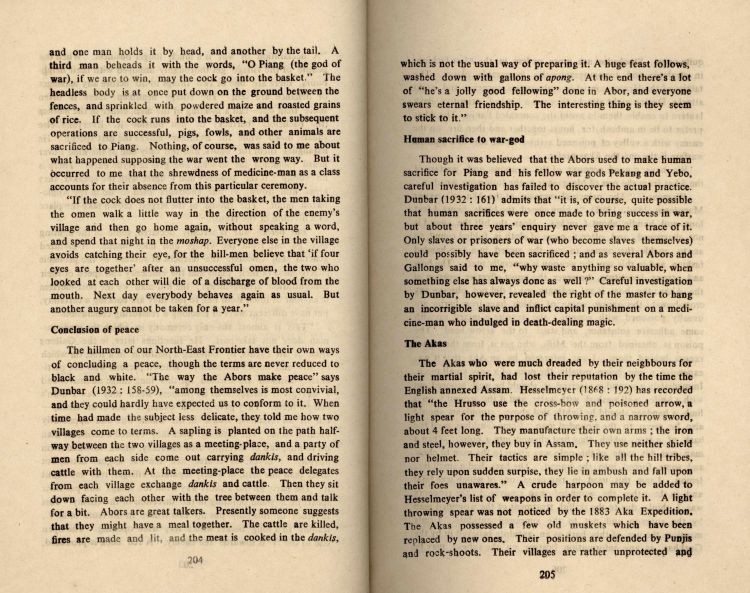 and one man holds it by head, and another by the tail. A
third man beheads it with the words, "O Piang (the god of
war), if we are to win, may the cock go into the basket." The
headless body is at once put down on the ground between the
fences, and sprinkled with powdered maize and roasted grains
of rice. If the cock runs into the basket, and the subsequent
operations are successful, pigs, fowls, and other animals are
sacrificed to Piang. Nothing, of course, was said to me about
what happened supposing the war went the wrong way. But it
occurred to me that the shrewdness of medicine-man as a class
accounts for their absence from this particular ceremony.
"If the cock does not flutter into the basket, the men taking
the omen walk a little way in the direction of the enemy's
village and then go home again, without speaking a word,
and spend that night in the moshap. Everyone else in the village
avoids catching their eye, for the hill-men believe that 'if four
eyes are together' after an unsuccessful omen, the two who
looked at each other will die of a discharge of blood from the
mouth. Next day everybody behaves again as usual. But
another augury cannot be taken for a year."
Conclusion of peace
The hillmen of our North-East Frontier have their own ways
of concluding a peace, though the terms are never reduced to
black and white. "The way the Abors make peace" says
Dunbar (1932 : 158-59), "among themselves is most convivial,
and they could hardly have expected us to conform to it. When
time had made the subject less delicate, they told me how two
villages come to terms. A sapling is planted on the path half-
way between the two villages as a meeting-place, and a party of
men from each side come out carrying dankis, and driving
cattle with them. At the meeting-place the peace delegates
from each village exchange dankis and cattle. Then they sit
down facing each other with the tree between them and talk
for a bit. Abors are great talkers. Presently someone suggests
that they might have a meal together. The cattle are killed,
fires are made and lit, and the meat is cooked in the dankis,
204
which is not the usual way of preparing it. A huge feast follows,
washed down with gallons of apong. At the end there's a lot
of "he's a jolly good fellowing" done in Abor, and everyone
swears eternal friendship. The interesting thing is they seem
to stick to it."
Human sacrifice to war-god
Though it was believed that the Abors used to make human
sacrifice for Piang and his fellow war gods Pekang and Yebo,
careful investigation has failed to discover the actual practice.
Dunbar (1932 : 161) admits that "it is, of course, quite possible
that human sacrifices were once made to bring success in war,
but about three years' enquiry never gave me a trace of it.
Only slaves or prisoners of war (who become slaves themselves)
could possibly have been sacrificed ; and as several Abors and
Gallongs said to me, "why waste anything so valuable, when
something else has always done as well ?" Careful investigation
by Dunbar, however, revealed the right of the master to hang
an incorrigible slave and inflict capital punishment on a medi-
cine-man who indulged in death-dealing magic.
The Akas
The Akas who were much dreaded by their neighbours for
their martial spirit, had lost their reputation by the time the
English annexed Assam. Hesselmeyer (1868 : 192) has recorded
that "the Hrusso use the cross-bow and poisoned arrow, a
light spear for the purpose of throwing, and a narrow sword,
about 4 feet long. They manufacture their own arms ; the iron
and steel, however, they buy in Assam. They use neither shield
nor helmet. Their tactics are simple ; like all the hill tribes,
they rely upon sudden surpise, they lie in ambush and fall upon
their foes unawares." A crude harpoon may be added to
Hesselmeyer's list of weapons in order to complete it. A light
throwing spear was not noticed by the 1883 Aka Expedition.
The Akas possessed a few old muskets which have been
replaced by new ones. Their positions are defended by Punjis
and rock-shoots. Their villages are rather unprotected and
205